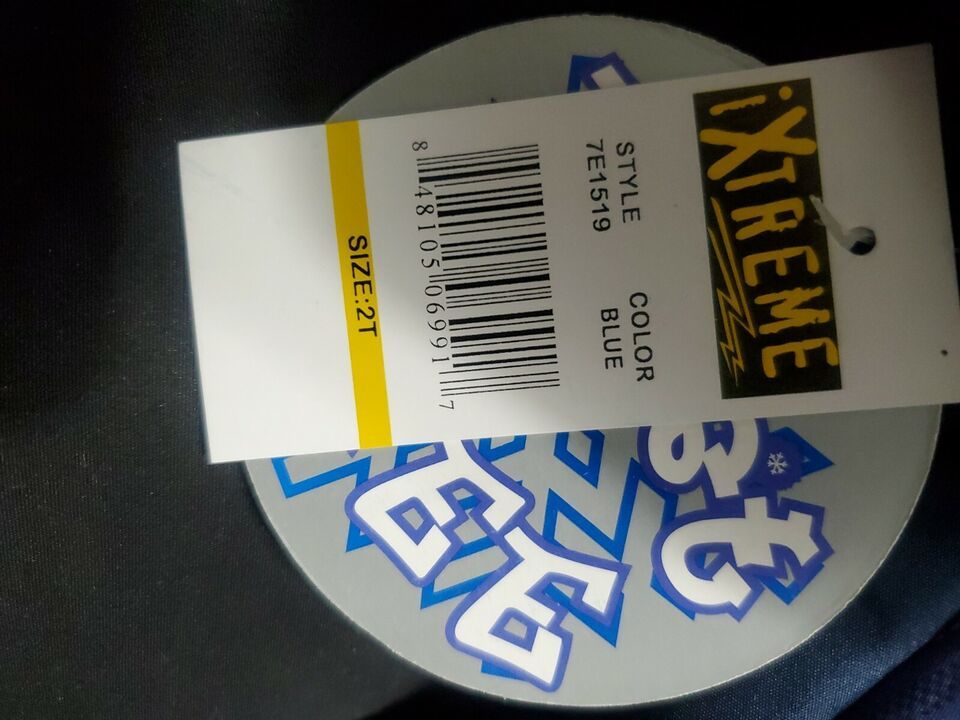 iXTREME
STYLE COLOR
7E1519 BLUE
8 48105 06991 7
SIZE:2T